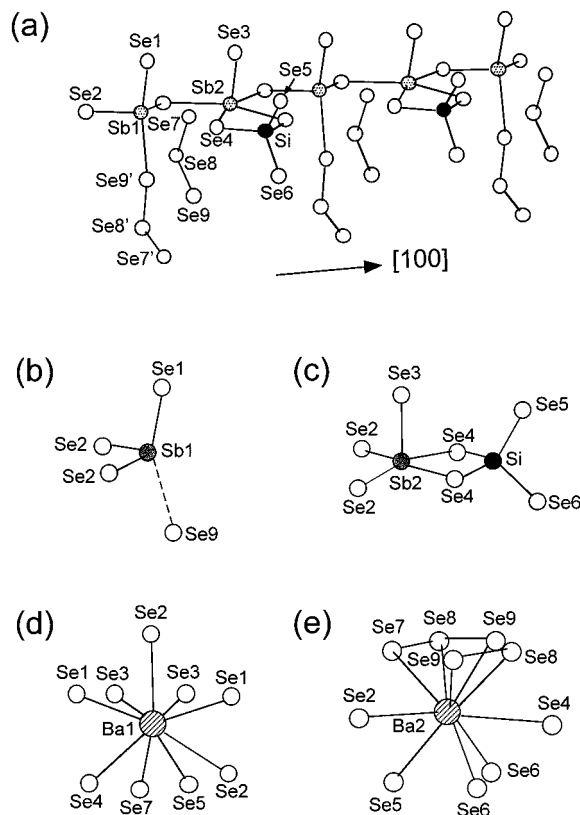 (a)
Se1
Se3
Se2
Sb2
Se5
Sb1
Se7
Se4
Si
Se8
Se9'
Se9
Se6
Se8'
Se7'
[100]
(b)
(c)
Se1
Se3
Se5
Se2
Sb1
Se2
Se4
Si
Se2
Se4
Se2
Sb2
Se6
Se9
(d)
(e)
Se2
Se7
Se8
Se9
Se1
Se3
Se3
Se1
Se9
Se8
Se2
Se4
Ba1
Ba2
Se4
Se7
Se5
Se2
Se5
Se6
Se6